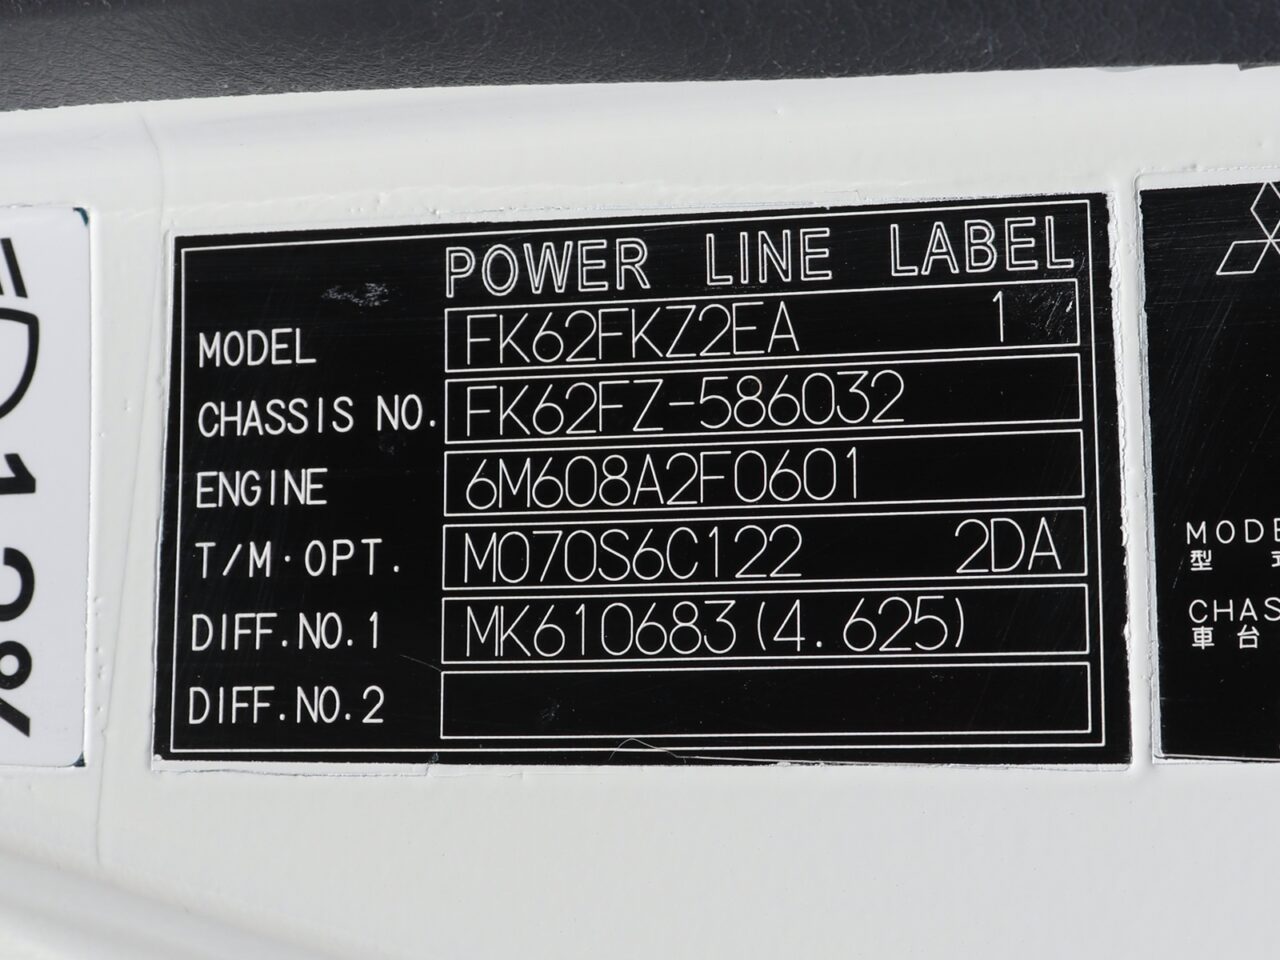 POWER LINE LABEL
MODEL FK62FKZ2EA 1
CHASSIS NO. FK62FZ-586032
ENGINE 6M608A2F0601
T/M·OPT. M070S6C122 2DA
DIFF.NO.1 MK610683(4.625)
DIFF.NO.2
MODE
型 式
CHAS
車 台